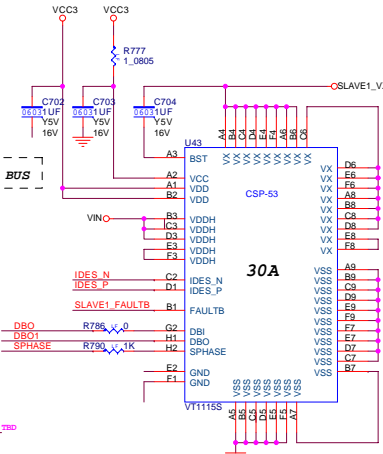 VCC3 VCC3
R777
1_0805
C702 C703 C704
0603 1UF 0603 1UF 0603 1UF
Y5V Y5V Y5V
16V 16V 16V
SLAVE1_V
A4 B4 C4 D4 E4 F4 A6 B6 C6
U43
VX VX VX VX VX VX VX VX VX
A3 BST
CSP-53
VX D6
VX E6
VX F6
VX A8
VX B8
VX C8
VX D8
VX E8
VX F8
BUS
A2 VCC
A1 VDD
B2 VDD
VIN
B3 VDDH
C3 VDDH
D3 VDDH
E3 VDDH
F3 VDDH
30A
IDES_N C2 IDES_N
IDES_P D1 IDES_P
SLAVE1_FAULTB B1 FAULTB
VSS A9
VSS B9
VSS C9
VSS D9
VSS E9
VSS F9
VSS F7
VSS E7
VSS D7
VSS C7
VSS B7
DBO R786 LF 0 G2 DBI
DBO1 H1 DBO
SPHASE R790 LF 1K H2 SPHASE
E2 GND
F1 GND
VSS VSS VSS VSS VSS VSS VSS
VT1115S
A5 B5 C5 D5 E5 F5 A7
TBD